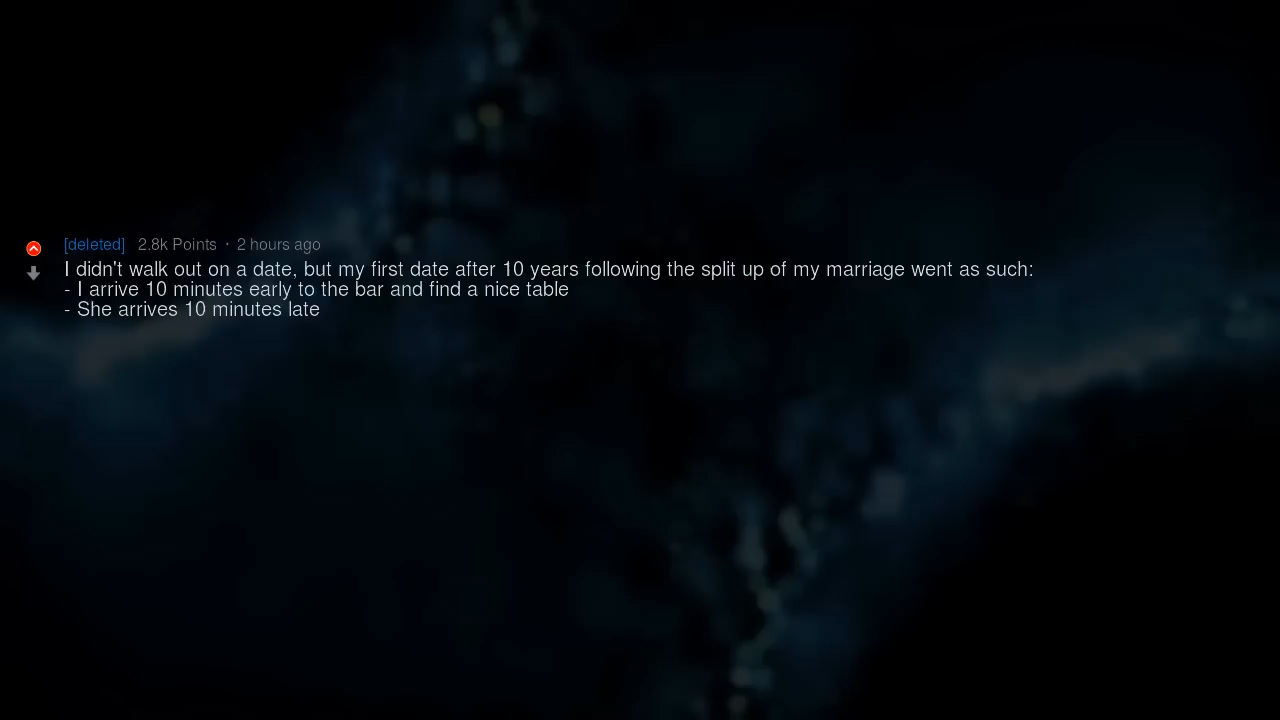 [deleted] 2.8k Points · 2 hours ago
I didn't walk out on a date, but my first date after 10 years following the split up of my marriage went as such:
- I arrive 10 minutes early to the bar and find a nice table
- She arrives 10 minutes late